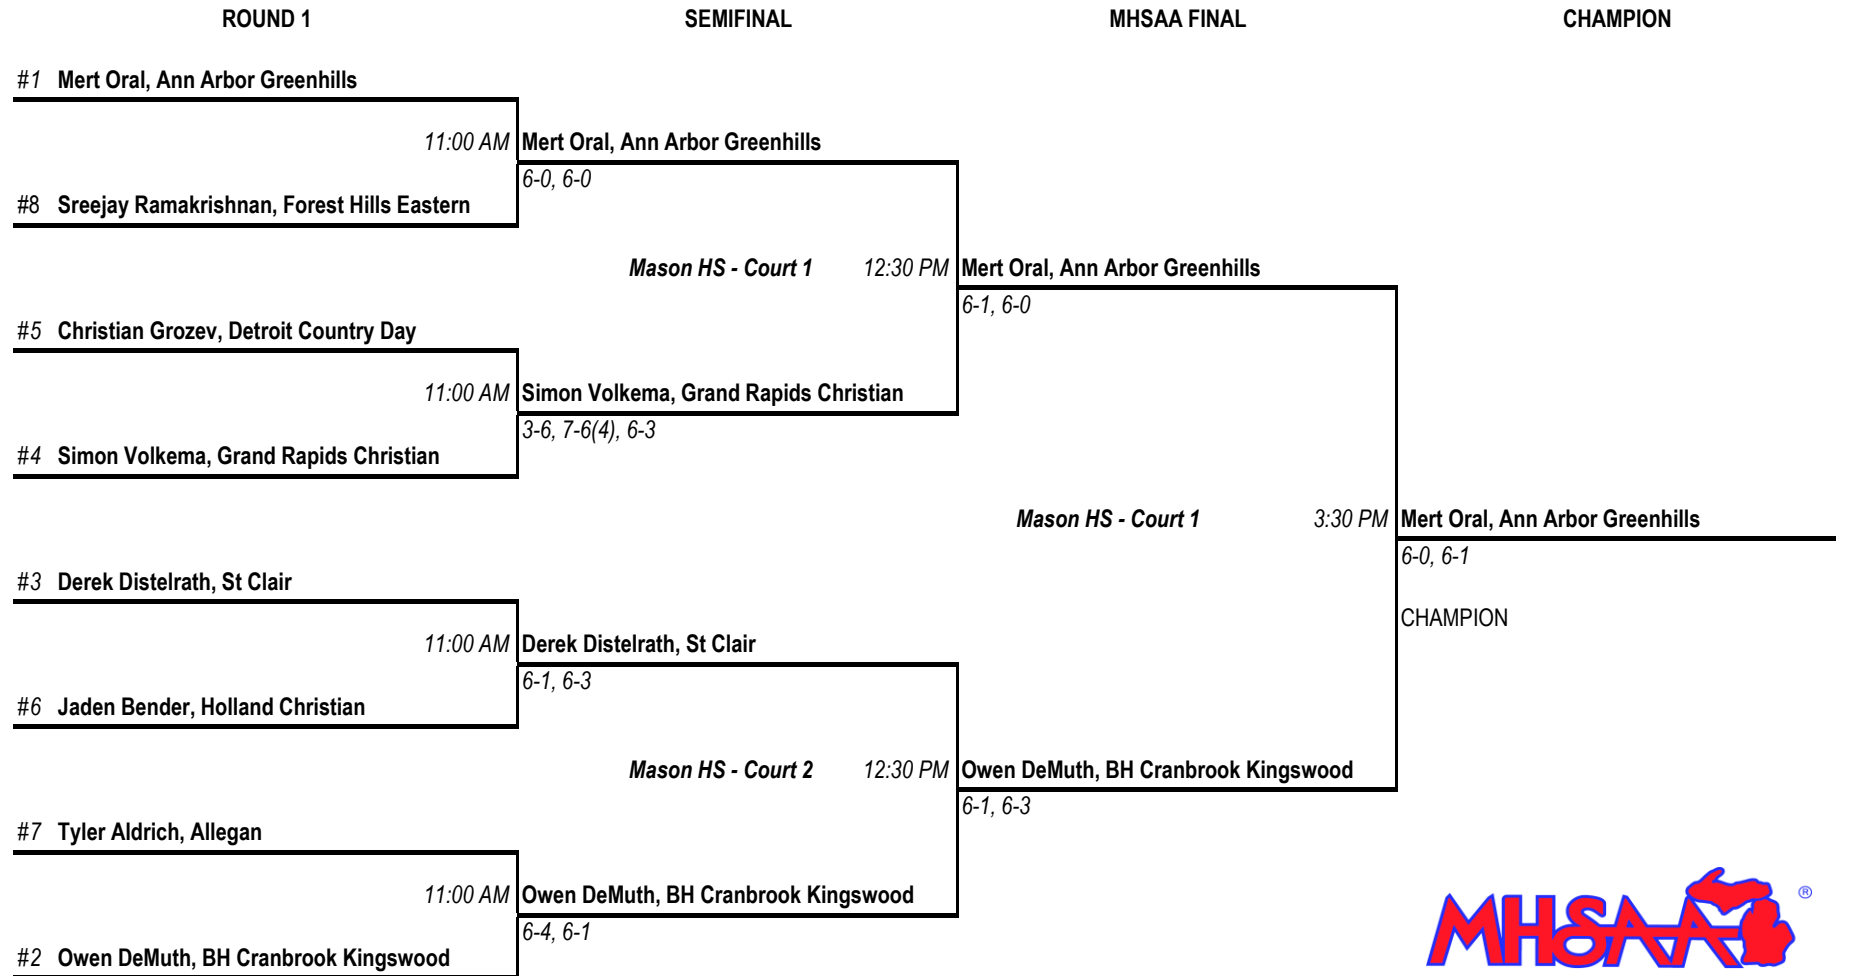 ROUND 1 SEMIFINAL MHSAA FINAL CHAMPION
#1 Mert Oral, Ann Arbor Greenhills
11:00 AM Mert Oral, Ann Arbor Greenhills
6-0, 6-0
#8 Sreejay Ramakrishnan, Forest Hills Eastern
Mason HS - Court 1 12:30 PM Mert Oral, Ann Arbor Greenhills
6-1, 6-0
#5 Christian Grozev, Detroit Country Day
11:00 AM Simon Volkema, Grand Rapids Christian
3-6, 7-6(4), 6-3
#4 Simon Volkema, Grand Rapids Christian
Mason HS - Court 1 3:30 PM Mert Oral, Ann Arbor Greenhills
6-0, 6-1
#3 Derek Distelrath, St Clair
CHAMPION
11:00 AM Derek Distelrath, St Clair
6-1, 6-3
#6 Jaden Bender, Holland Christian
Mason HS - Court 2 12:30 PM Owen DeMuth, BH Cranbrook Kingswood
6-1, 6-3
#7 Tyler Aldrich, Allegan
11:00 AM Owen DeMuth, BH Cranbrook Kingswood
6-4, 6-1
#2 Owen DeMuth, BH Cranbrook Kingswood
MHSAA ®